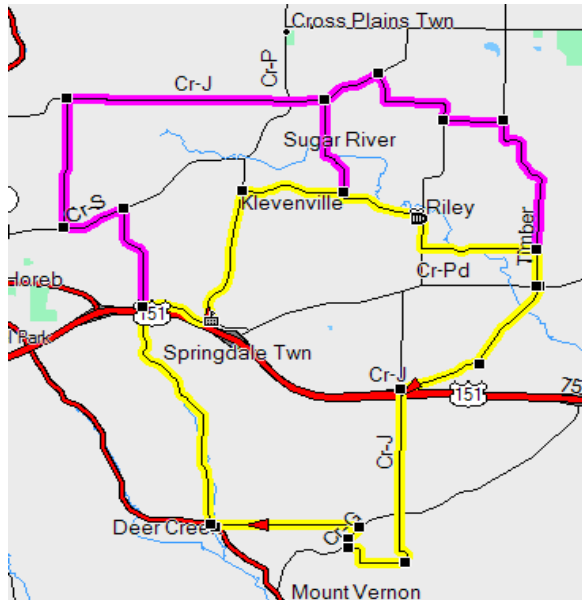 Cross Plains Twn
Cr-P
Cr-J
Sugar River
Klevenville
Riley
Cr-S
Timber
Cr-Pd
Horeb
151
Park
Springdale Twn
Cr-J
75
151
Cr-J
Deer Cree
Cr-G
Mount Vernon